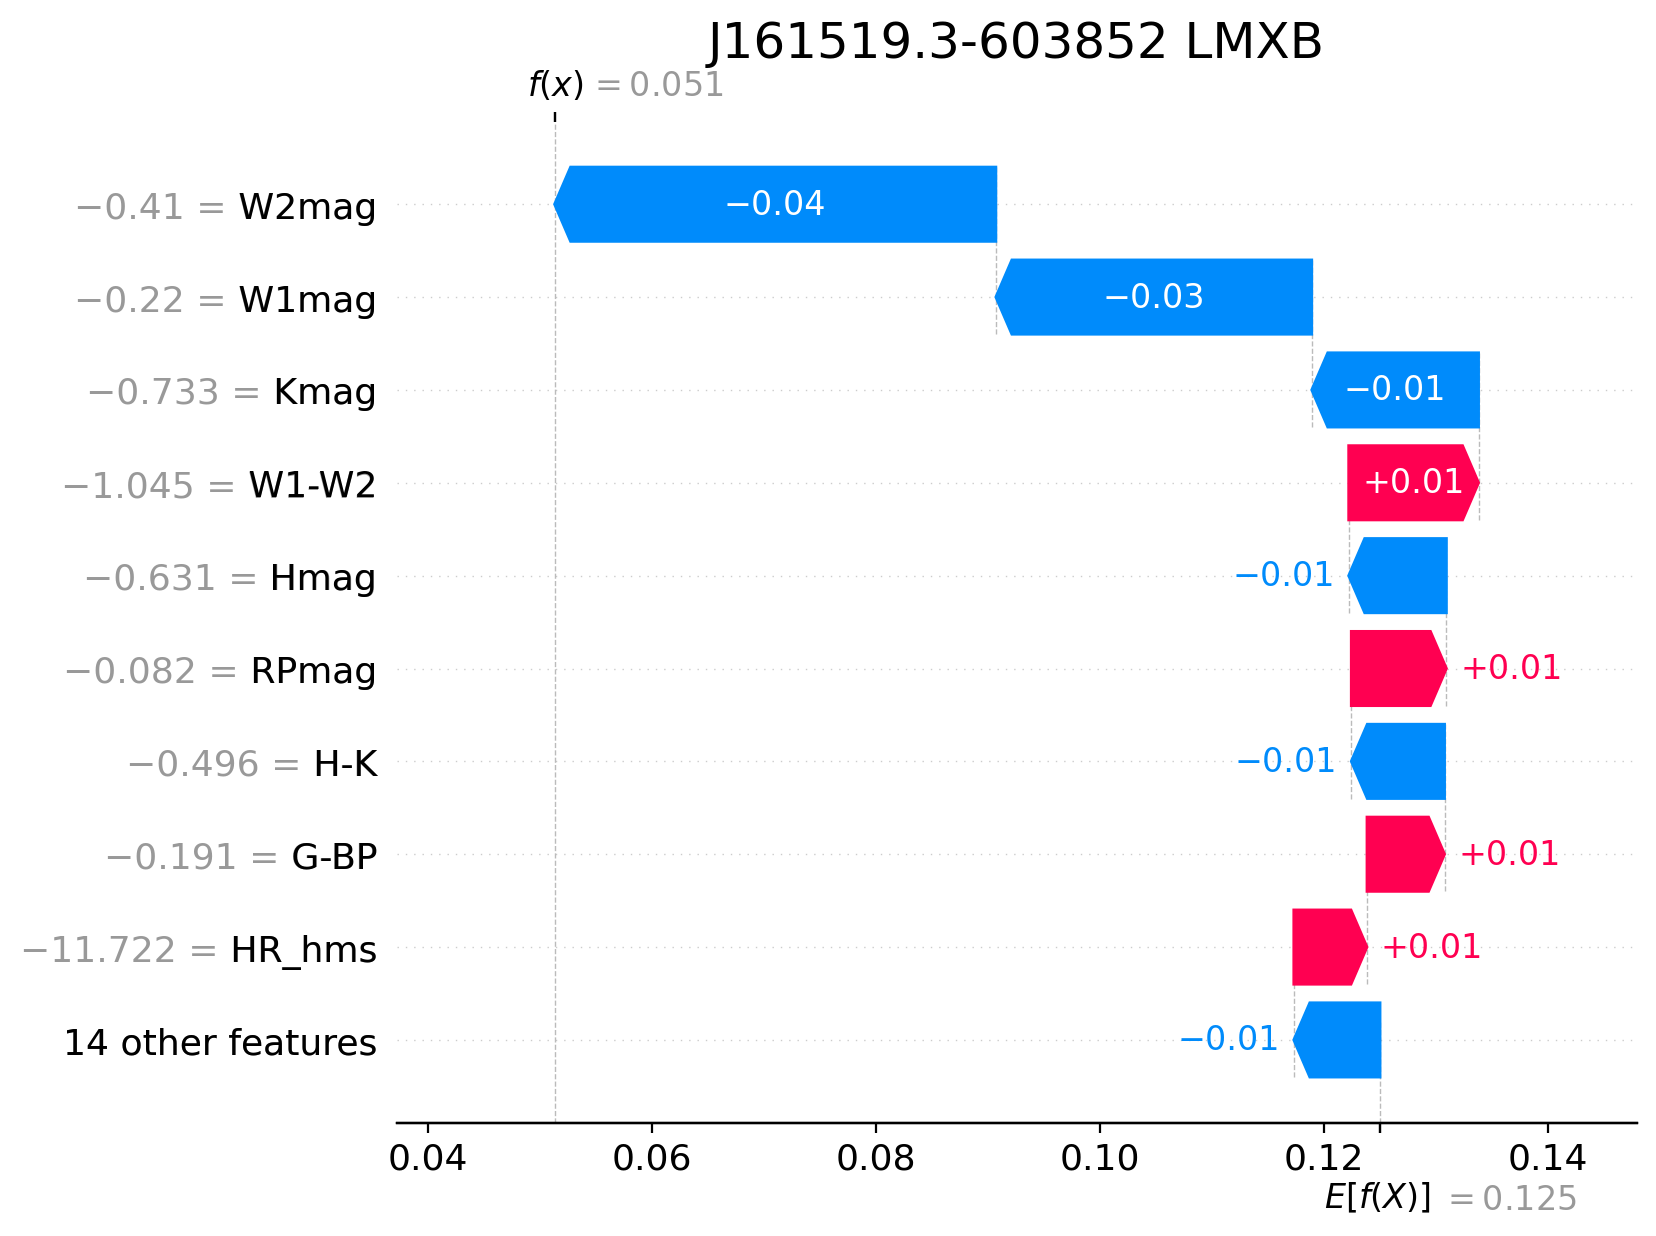 J161519.3-603852 LMXB
f(x) = 0.051
−0.41 = W2mag
−0.04
−0.22 = W1mag
−0.03
−0.733 = Kmag
−0.01
−1.045 = W1-W2
+0.01
−0.631 = Hmag
−0.01
−0.082 = RPmag
+0.01
−0.496 = H-K
−0.01
−0.191 = G-BP
+0.01
−11.722 = HR_hms
+0.01
14 other features
−0.01
0.04 0.06 0.08 0.10 0.12 0.14
E[f(X)] = 0.125